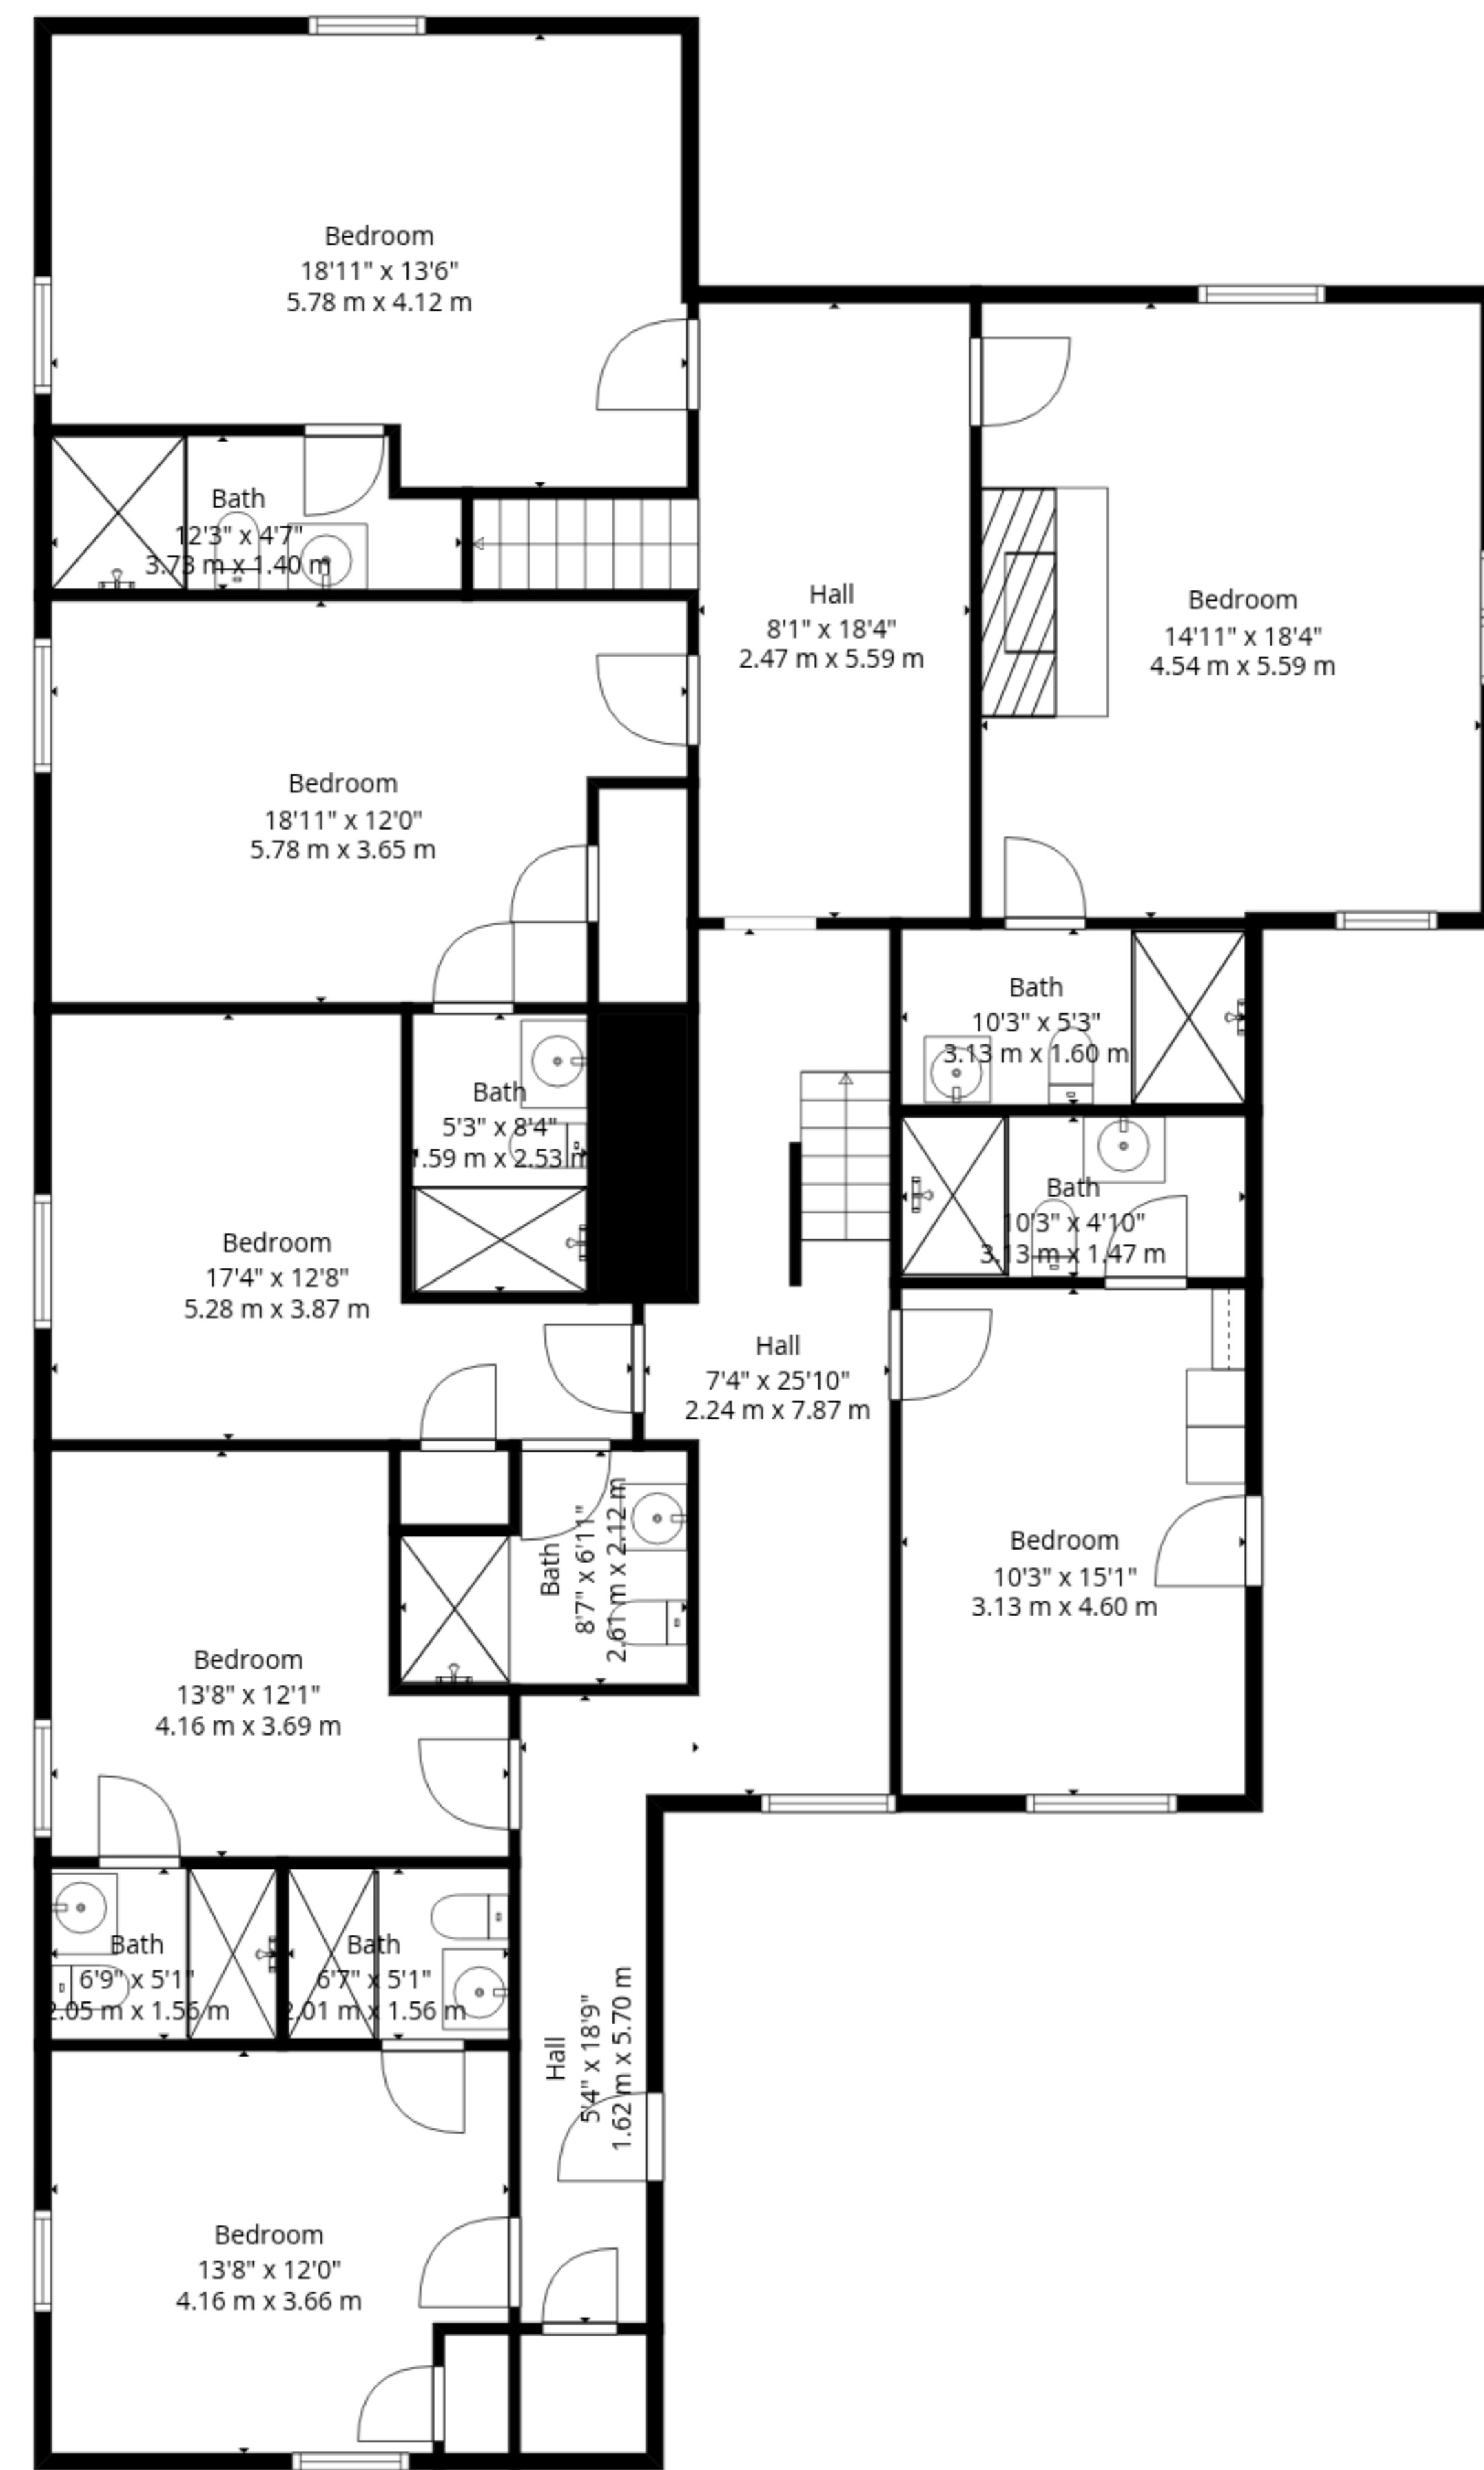 Bedroom
18'11" x 13'6"
5.78 m x 4.12 m
Bath
12'3" x 4'7"
3.73 m x 1.40 m
Hall
8'1" x 18'4"
2.47 m x 5.59 m
Bedroom
14'11" x 18'4"
4.54 m x 5.59 m
Bedroom
18'11" x 12'0"
5.78 m x 3.65 m
Bath
10'3" x 5'3"
3.13 m x 1.60 m
Bath
5'3" x 8'4"
1.59 m x 2.53 m
Bath
10'3" x 4'10"
3.13 m x 1.47 m
Bedroom
17'4" x 12'8"
5.28 m x 3.87 m
Hall
7'4" x 25'10"
2.24 m x 7.87 m
Bath
8'7" x 6'11"
2.61 m x 2.12 m
Bedroom
10'3" x 15'1"
3.13 m x 4.60 m
Bedroom
13'8" x 12'1"
4.16 m x 3.69 m
Bath
6'9" x 5'1"
2.05 m x 1.56 m
Bath
6'7" x 5'1"
2.01 m x 1.56 m
Hall
5'4" x 18'9"
1.62 m x 5.70 m
Bedroom
13'8" x 12'0"
4.16 m x 3.66 m